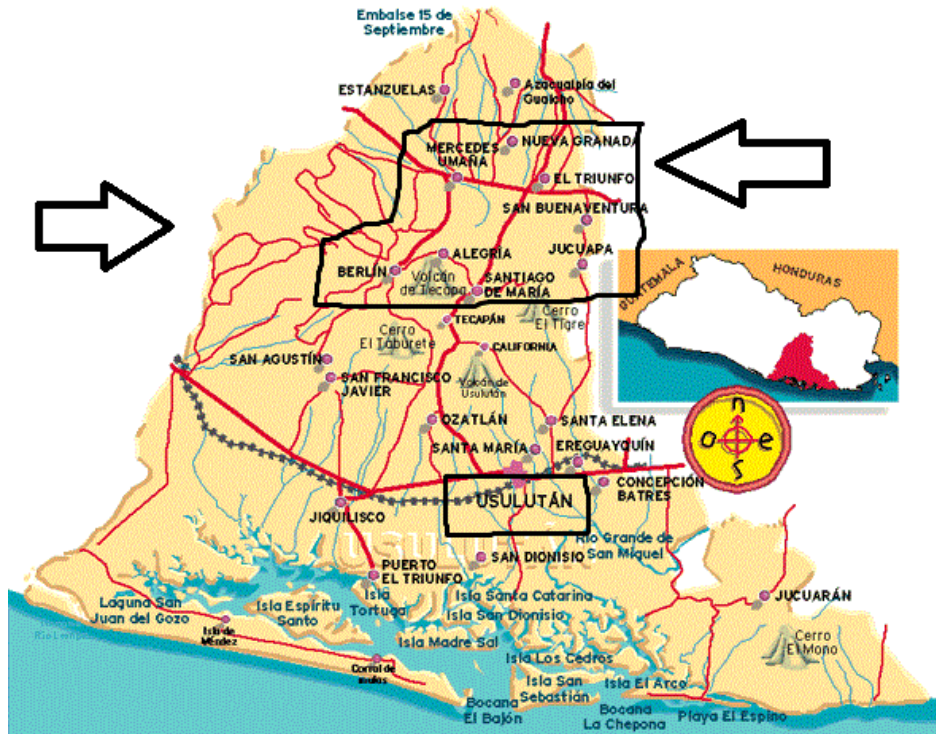 Embalse 15 de
Septiembre
ESTANZUELAS
Azacualpia del
Gualcho
NUEVA GRANADA
MERCEDES
UMAÑA
EL TRIUNFO
SAN BUENAVENTURA
JUCUAPA
ALEGRIA
BERLÍN
Volcán
de Tecapa
SANTIAGO
DE MARÍA
GUATEMALA
HONDURAS
TECAPÁN
Cerro
El Tigre
Cerro
El Taburete
CALIFORNIA
SAN AGUSTÍN
SAN FRANCISCO
JAVIER
Volcán de
Usulután
OZATLÁN
SANTA ELENA
n
o
e
s
SANTA MARÍA
EREGUAYQUÍN
CONCEPCIÓN
BATRES
USULUTÁN
JIQUILISCO
Río Grande de
San Miguel
SAN DIONISIO
PUERTO
EL TRIUNFO
Isla
Tortuga
Isla Santa Catarina
Isla San Dionisio
JUCUARÁN
Laguna San
Juan del Gozo
Isla Espíritu
Santo
Isla de
Méndez
Isla Madre Sal
Cerro
El Mono
Isla Los Cedros
Corral de
mulas
Isla San
Sebastián
Isla El Arco
Bocana
El Bajón
Bocana
La Chepona
Playa El Espino